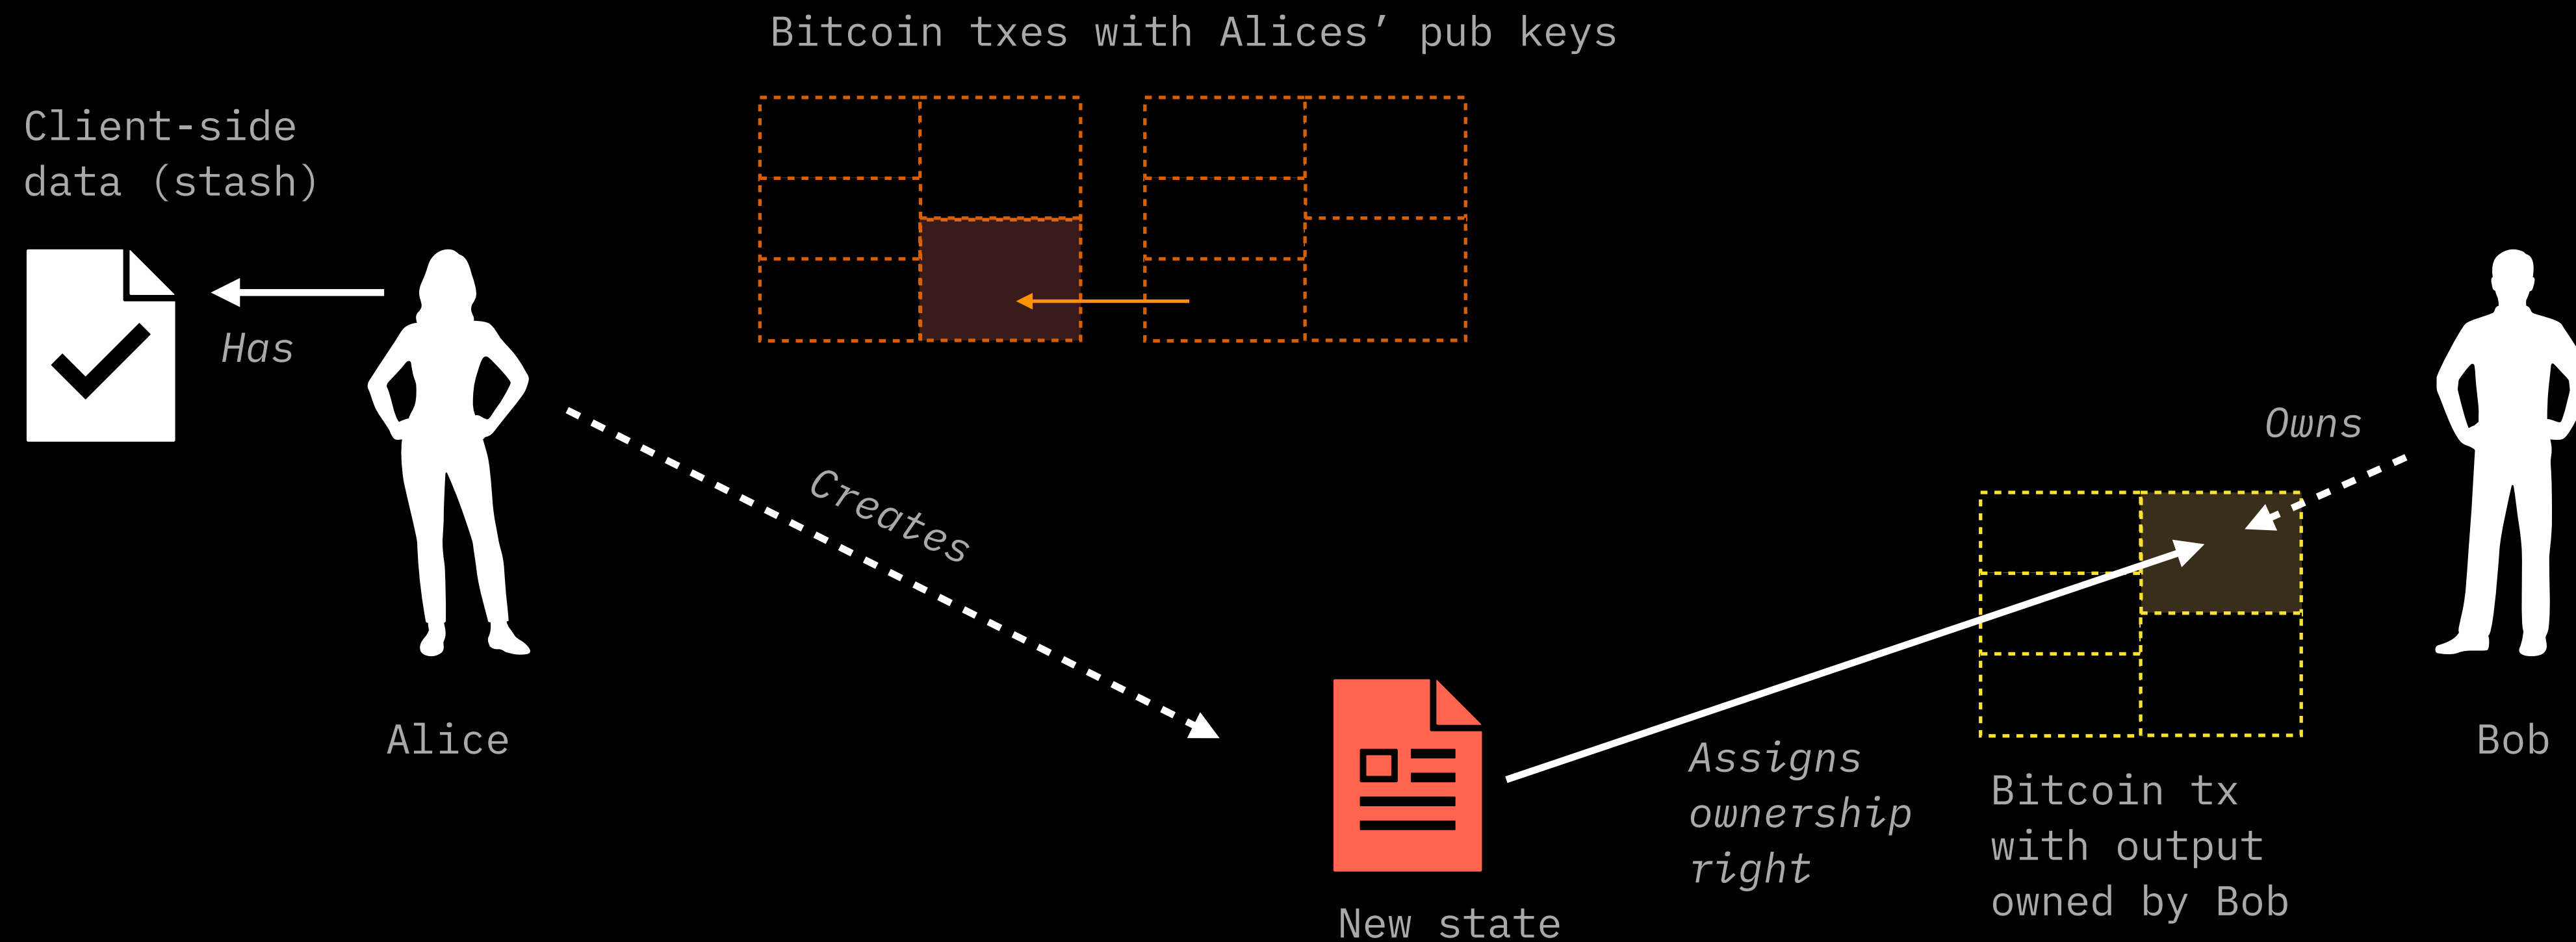 Bitcoin txes with Alices’ pub keys
Client-side
data (stash)
Has
Alice
Creates
New state
Assigns
ownership
right
Owns
Bitcoin tx
with output
owned by Bob
Bob